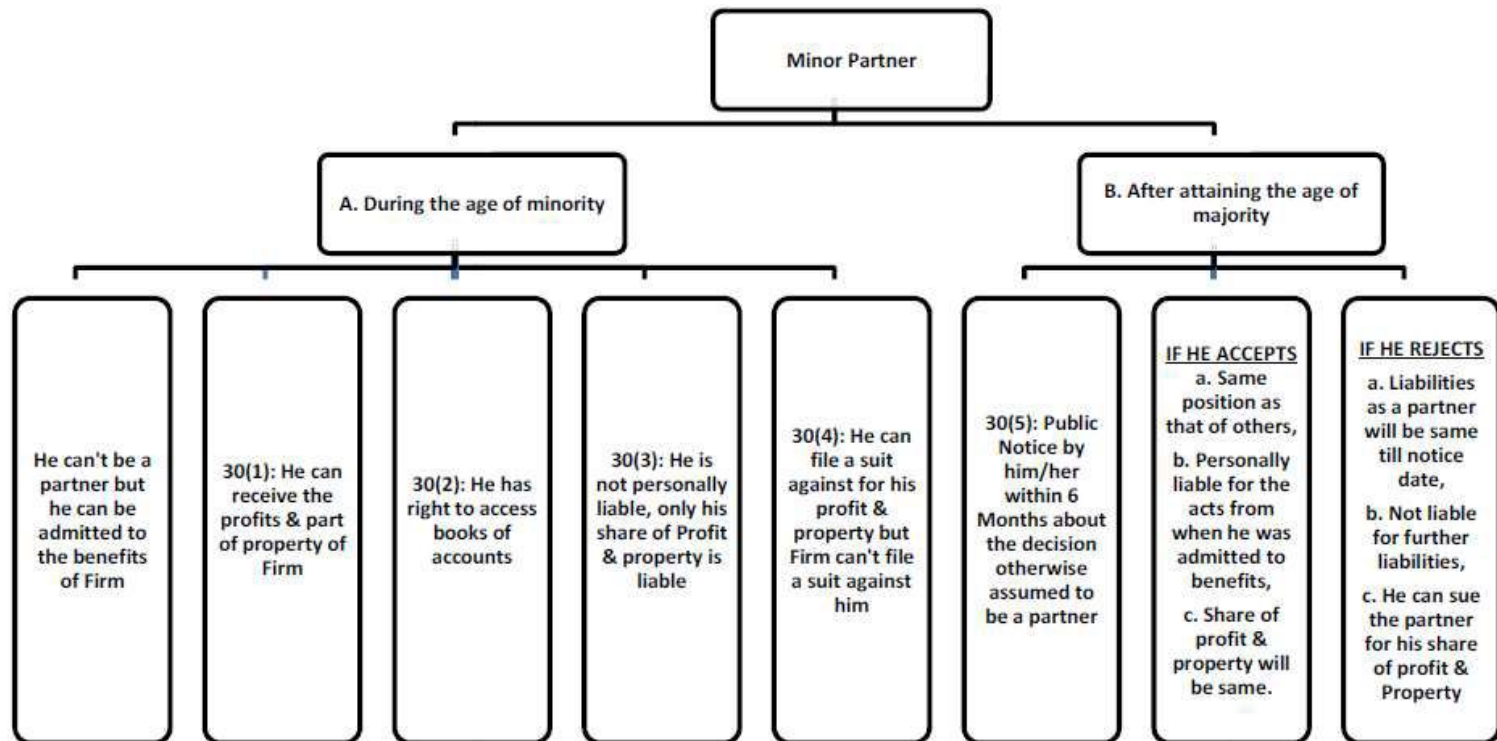 Minor Partner
A. During the age of minority
B. After attaining the age of
majority
He can't be a
partner but
he can be
admitted to
the benefits
of Firm
30(1): He can
receive the
profits & part
of property of
Firm
30(2): He has
right to access
books of
accounts
30(3): He is
not personally
liable, only his
share of Profit
& property is
liable
30(4): He can
file a suit
against for his
profit &
property but
Firm can't file
a suit against
him
30(5): Public
Notice by
him/her
within 6
Months about
the decision
otherwise
assumed to
be a partner
IF HE ACCEPTS
a. Same
position as
that of others,
b. Personally
liable for the
acts from
when he was
admitted to
benefits,
c. Share of
profit &
property will
be same.
IF HE REJECTS
a. Liabilities
as a partner
will be same
till notice
date,
b. Not liable
for further
liabilities,
c. He can sue
the partner
for his share
of profit &
Property